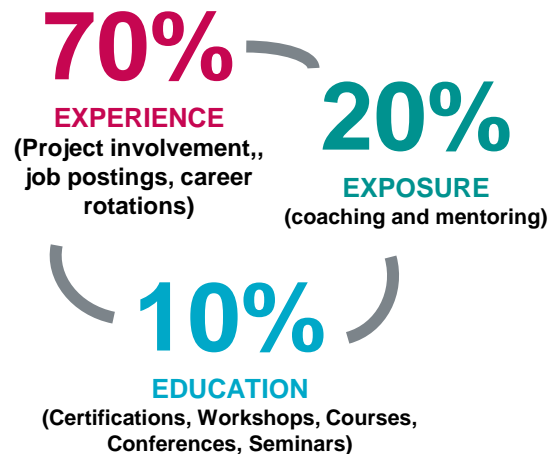 70%
EXPERIENCE
(Project involvement,,
job postings, career
rotations)
20%
EXPOSURE
(coaching and mentoring)
10%
EDUCATION
(Certifications, Workshops, Courses,
Conferences, Seminars)